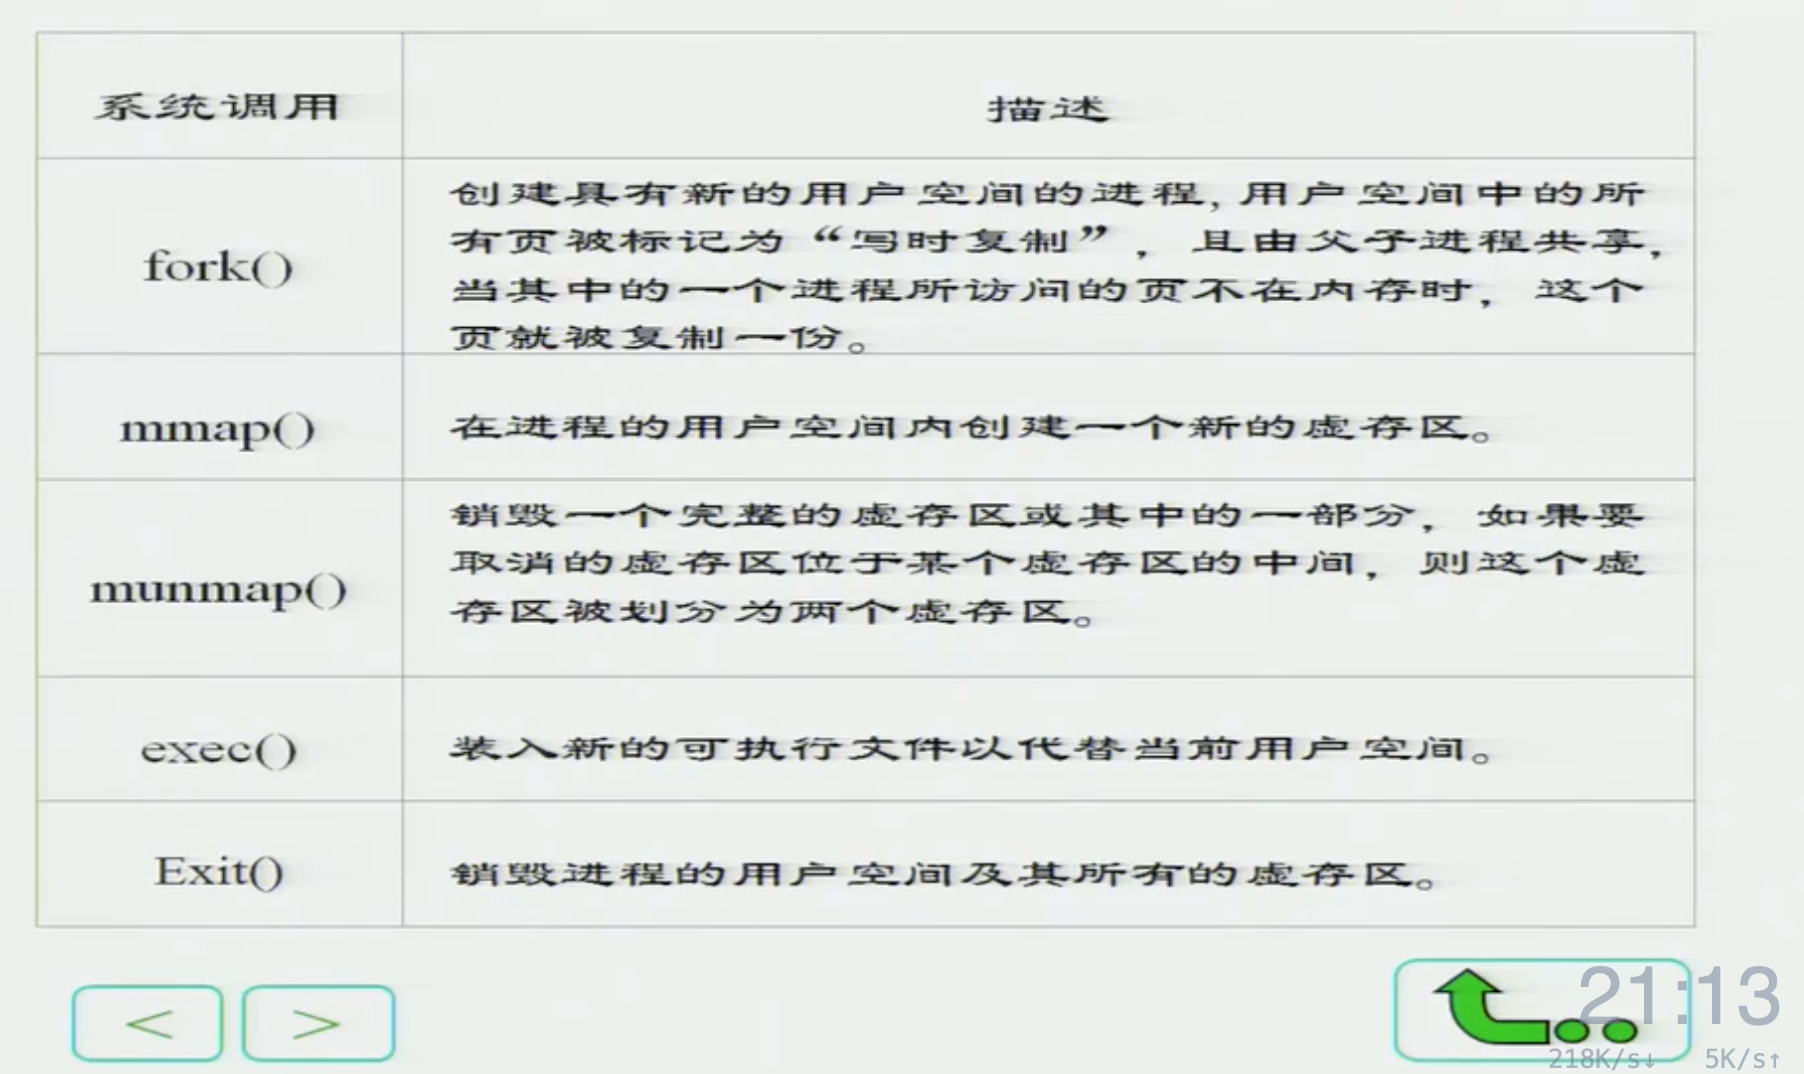 系统调用
描述
fork()
创建具有新的用户空间的进程,用户空间中的所
有页被标记为“写时复制”，且由父子进程共享,
当其中的一个进程所访问的页不在内存时，这个
页就被复制一份。
mmap()
在进程的用户空间内创建一个新的虚存区。
munmap()
销毁一个完整的虚存区或其中的一部分，如果要
取消的虚存区位于某个虚存区的中间，则这个虚
存区被划分为两个虚存区。
exec()
装入新的可执行文件以代替当前用户空间。
Exit()
销毁进程的用户空间及其所有的虚存区。
< >
21:13
218K/s↓ 5K/s↑